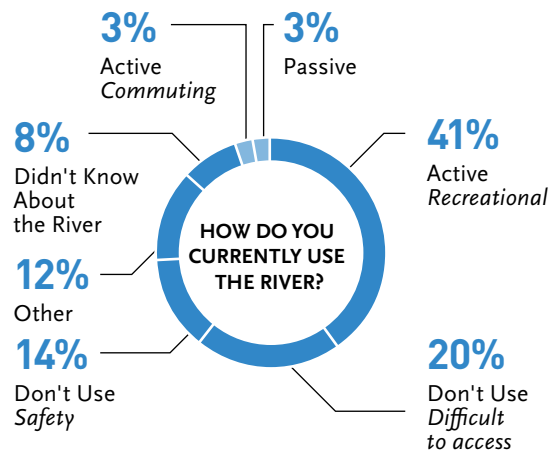 3%
Active
Commuting
3%
Passive
8%
Didn't Know
About
the River
41%
Active
Recreational
HOW DO YOU
CURRENTLY USE
THE RIVER?
12%
Other
14%
Don't Use
Safety
20%
Don't Use
Difficult
to access